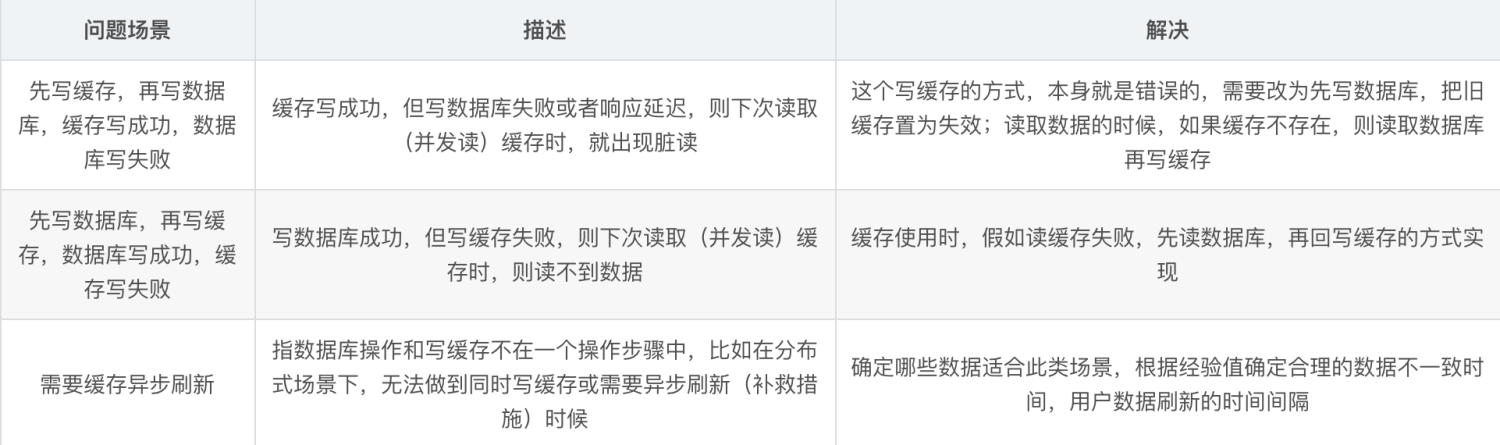 问题场景
描述
解决
先写缓存，再写数据
库，缓存写成功，数据
库写失败
缓存写成功，但写数据库失败或者响应延迟，则下次读取
（并发读）缓存时，就出现脏读
这个写缓存的方式，本身就是错误的，需要改为先写数据库，把旧
缓存置为失效；读取数据的时候，如果缓存不存在，则读取数据库
再写缓存
先写数据库，再写缓
存，数据库写成功，缓
存写失败
写数据库成功，但写缓存失败，则下次读取（并发读）缓
存时，则读不到数据
缓存使用时，假如读缓存失败，先读数据库，再回写缓存的方式实
现
需要缓存异步刷新
指数据库操作和写缓存不在一个操作步骤中，比如在分布
式场景下，无法做到同时写缓存或需要异步刷新（补救措
施）时候
确定哪些数据适合此类场景，根据经验值确定合理的数据不一致时
间，用户数据刷新的时间间隔